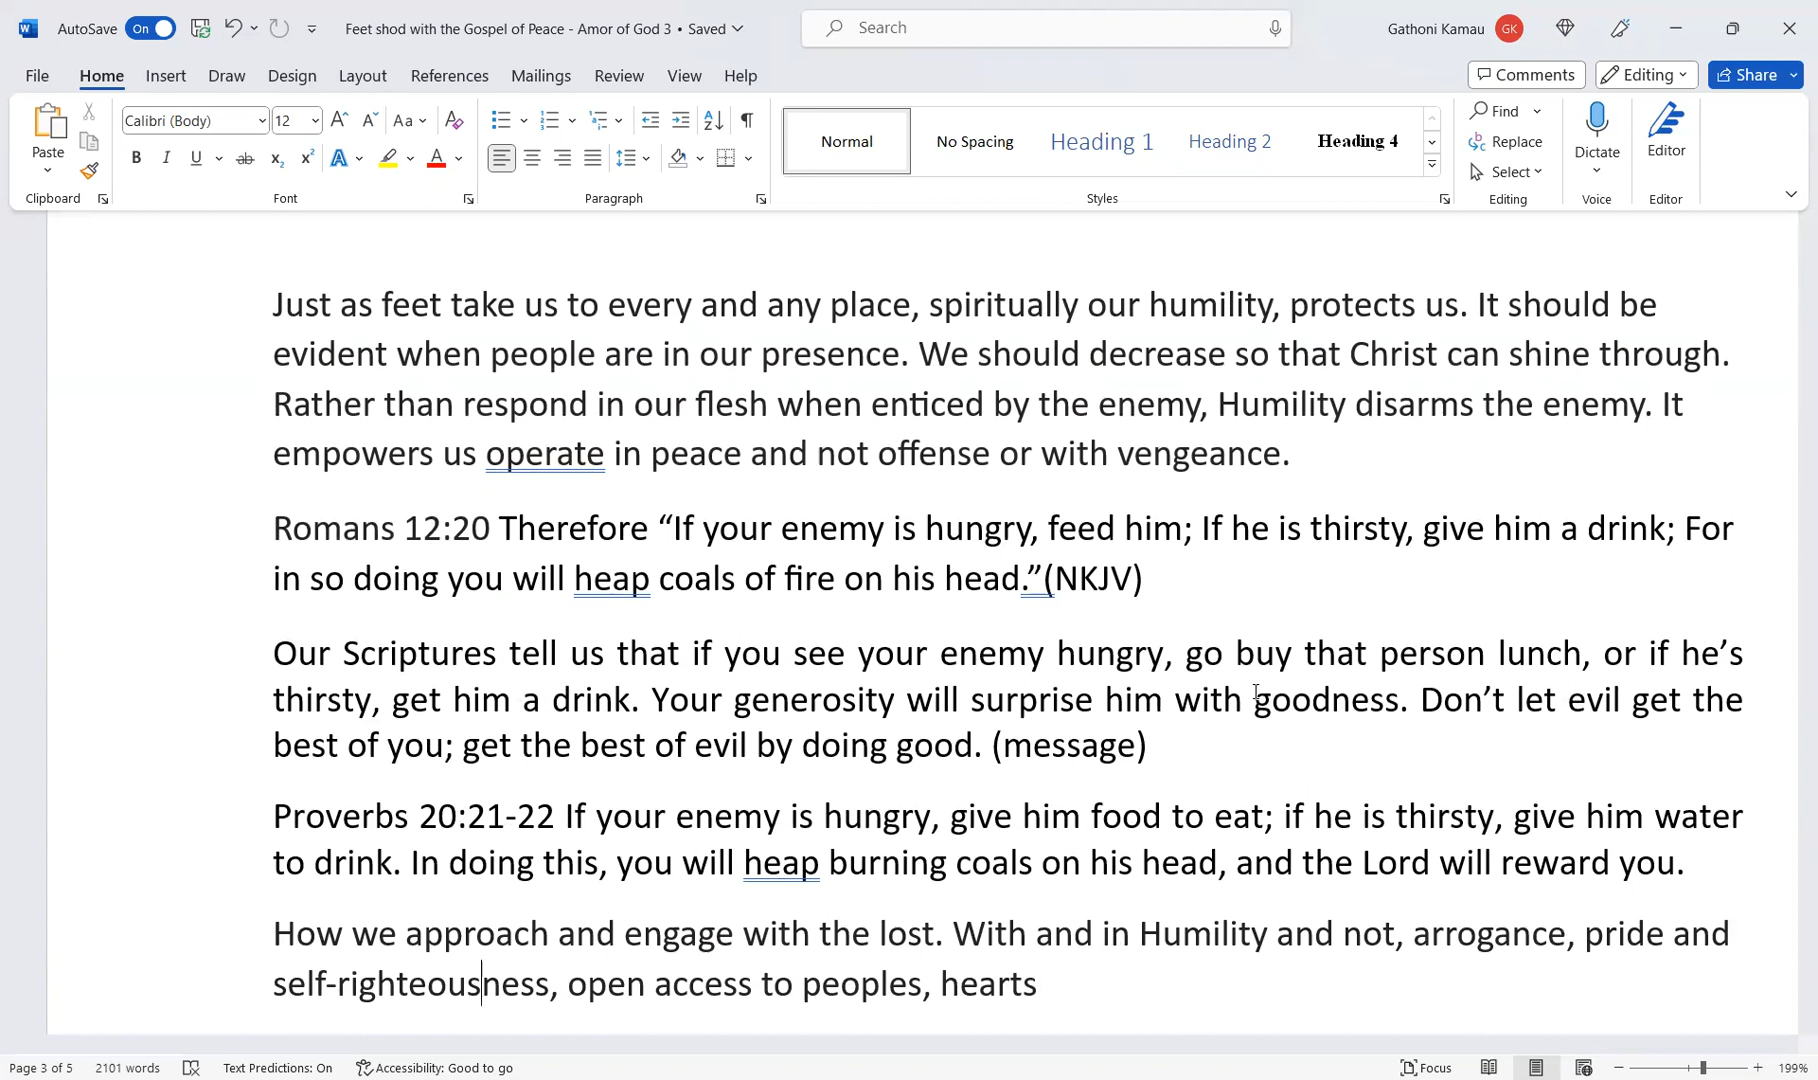 AutoSave On Feet shod with the Gospel of Peace - Amor of God 3 • Saved Search Gathoni Kamau GK
File Home Insert Draw Design Layout References Mailings Review View Help Comments Editing Share
Paste Calibri (Body) 12 Aa Normal No Spacing Heading 1 Heading 2 Heading 4 Find Replace Select Dictate Editor
Clipboard Font Paragraph Styles Editing Voice Editor
Just as feet take us to every and any place, spiritually our humility, protects us. It should be
evident when people are in our presence. We should decrease so that Christ can shine through.
Rather than respond in our flesh when enticed by the enemy, Humility disarms the enemy. It
empowers us operate in peace and not offense or with vengeance.
Romans 12:20 Therefore “If your enemy is hungry, feed him; If he is thirsty, give him a drink; For
in so doing you will heap coals of fire on his head.”(NKJV)
Our Scriptures tell us that if you see your enemy hungry, go buy that person lunch, or if he’s
thirsty, get him a drink. Your generosity will surprise him with goodness. Don’t let evil get the
best of you; get the best of evil by doing good. (message)
Proverbs 20:21-22 If your enemy is hungry, give him food to eat; if he is thirsty, give him water
to drink. In doing this, you will heap burning coals on his head, and the Lord will reward you.
How we approach and engage with the lost. With and in Humility and not, arrogance, pride and
self-righteousness, open access to peoples, hearts
Page 3 of 5 2101 words Text Predictions: On Accessibility: Good to go Focus 199%